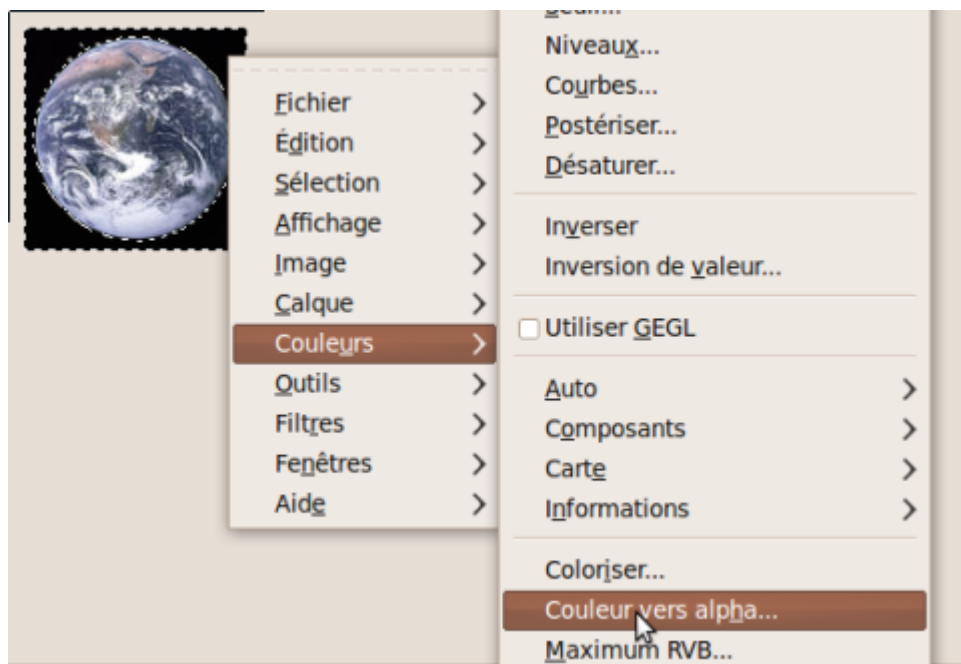 Fichier
Édition
Sélection
Affichage
Image
Calque
Couleurs
Outils
Filtres
Fenêtres
Aide
Niveaux...
Courbes...
Postériser...
Désaturer...
Inverser
Inversion de valeur...
Utiliser GEGL
Auto
Composants
Carte
Informations
Coloriser...
Couleur vers alpha...
Maximum RVB...